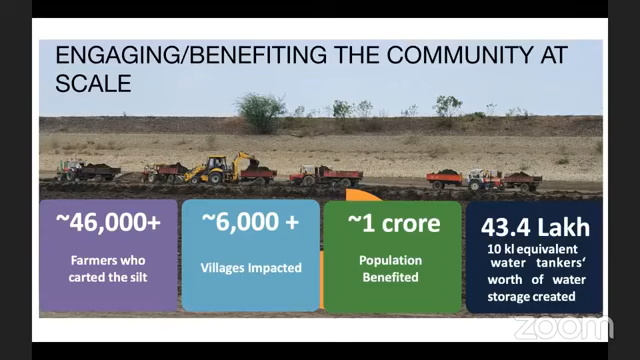 ENGAGING/BENEFITING THE COMMUNITY AT
SCALE
~46,000+
Farmers who
carted the silt
~6,000 +
Villages Impacted
~1 crore
Population
Benefited
43.4 Lakh
10 kl equivalent
water tankers'
worth of water
storage created
zoom